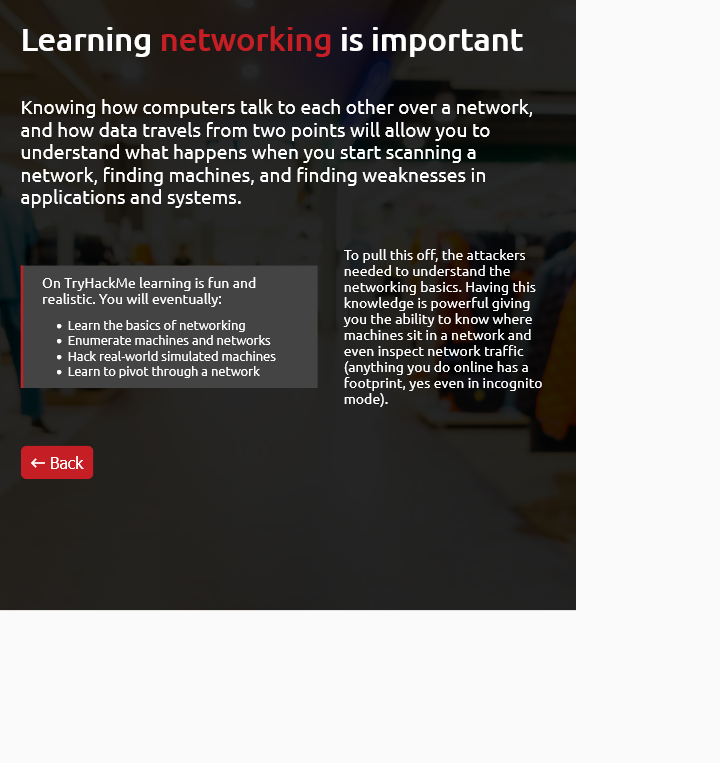 Learning networking is important
Knowing how computers talk to each other over a network,
and how data travels from two points will allow you to
understand what happens when you start scanning a
network, finding machines, and finding weaknesses in
applications and systems.
On TryHackMe learning is fun and
realistic. You will eventually:
• Learn the basics of networking
• Enumerate machines and networks
• Hack real-world simulated machines
• Learn to pivot through a network
To pull this off, the attackers
needed to understand the
networking basics. Having this
knowledge is powerful giving
you the ability to know where
machines sit in a network and
even inspect network traffic
(anything you do online has a
footprint, yes even in incognito
mode).
← Back